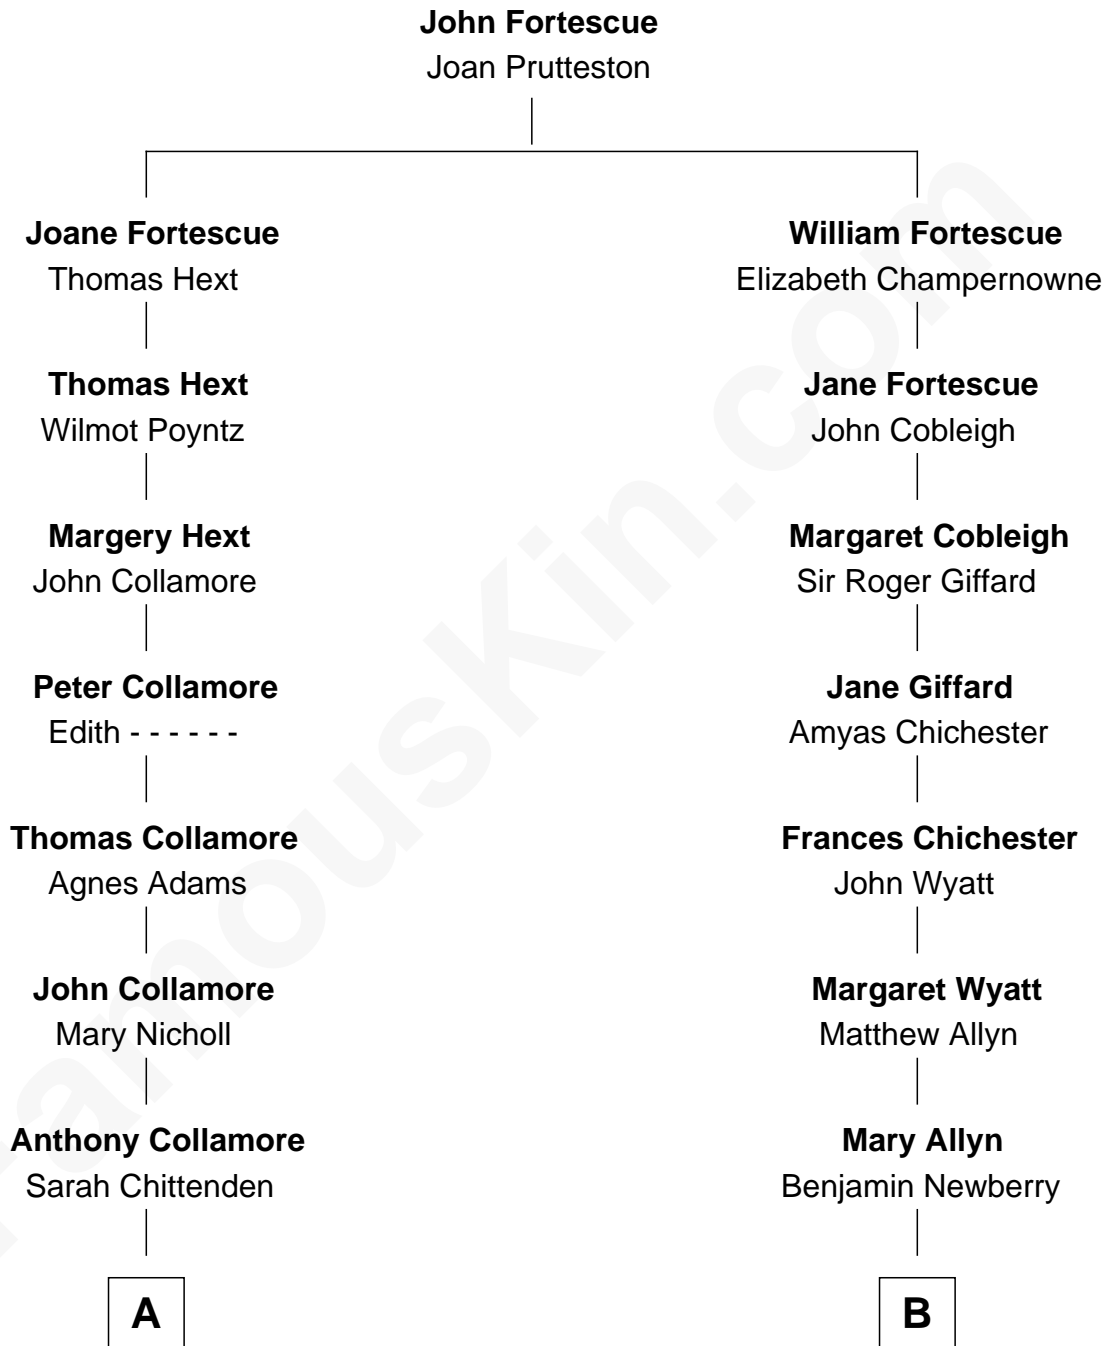 John Fortescue
Joan Prutteston
Joane Fortescue
Thomas Hext
Thomas Hext
Wilmot Poyntz
Margery Hext
John Collamore
Peter Collamore
Edith - - - - - -
Thomas Collamore
Agnes Adams
John Collamore
Mary Nicholl
Anthony Collamore
Sarah Chittenden
A
William Fortescue
Elizabeth Champernowne
Jane Fortescue
John Cobleigh
Margaret Cobleigh
Sir Roger Giffard
Jane Giffard
Amyas Chichester
Frances Chichester
John Wyatt
Margaret Wyatt
Matthew Allyn
Mary Allyn
Benjamin Newberry
B
FamousKin.com